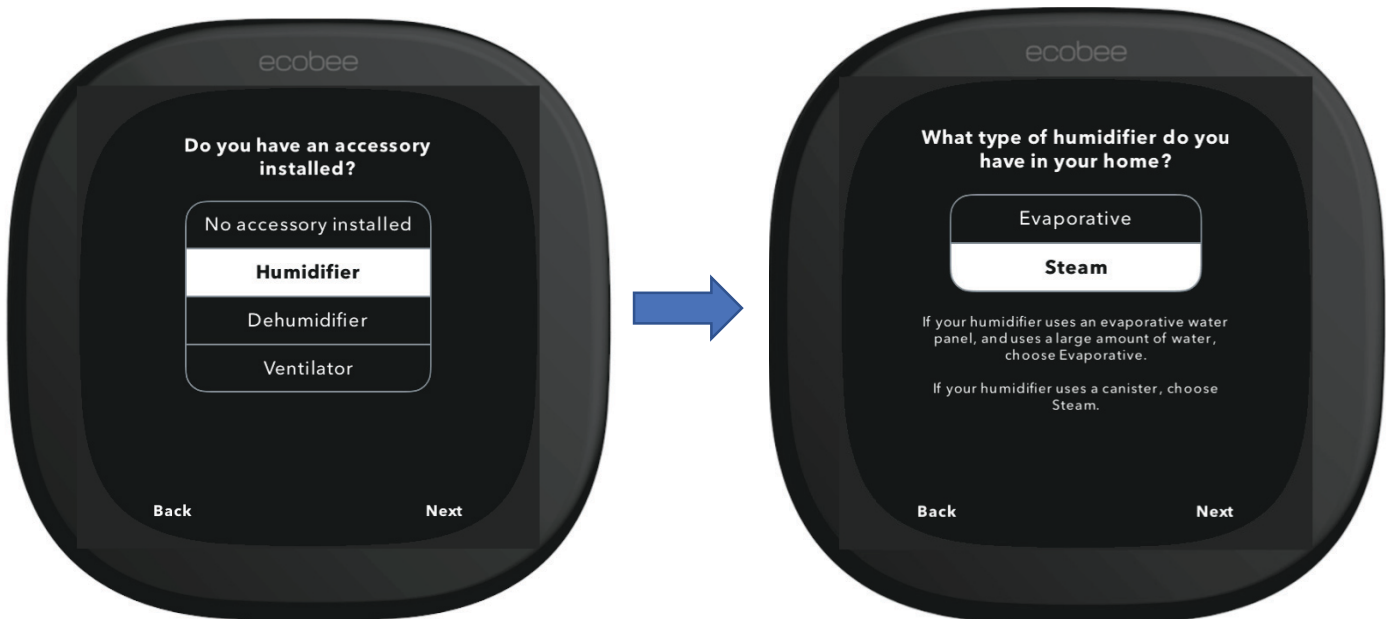 ecobee
Do you have an accessory
installed?
No accessory installed
Humidifier
Dehumidifier
Ventilator
Back
Next
ecobee
What type of humidifier do you
have in your home?
Evaporative
Steam
If your humidifier uses an evaporative water
panel, and uses a large amount of water,
choose Evaporative.
If your humidifier uses a canister, choose
Steam.
Back
Next